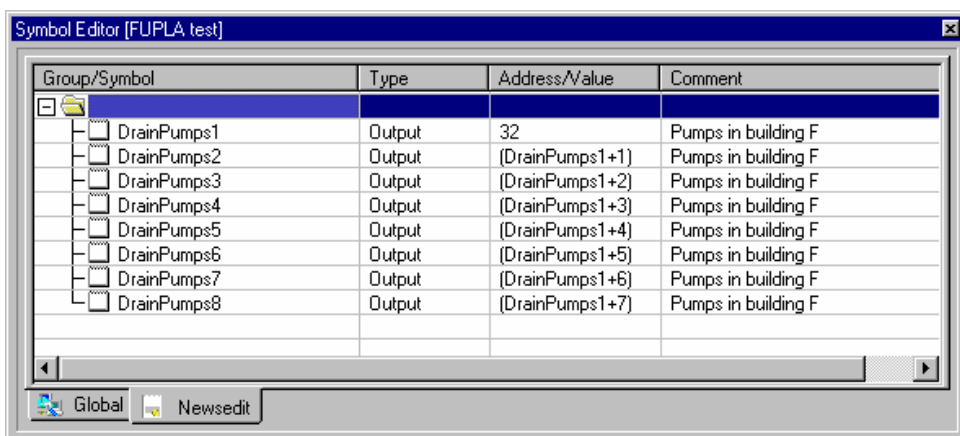 Symbol Editor [FUPLA test]
Group/Symbol Type Address/Value Comment
DrainPumps1 Output 32 Pumps in building F
DrainPumps2 Output (DrainPumps1+1) Pumps in building F
DrainPumps3 Output (DrainPumps1+2) Pumps in building F
DrainPumps4 Output (DrainPumps1+3) Pumps in building F
DrainPumps5 Output (DrainPumps1+4) Pumps in building F
DrainPumps6 Output (DrainPumps1+5) Pumps in building F
DrainPumps7 Output (DrainPumps1+6) Pumps in building F
DrainPumps8 Output (DrainPumps1+7) Pumps in building F
Global Newsedit